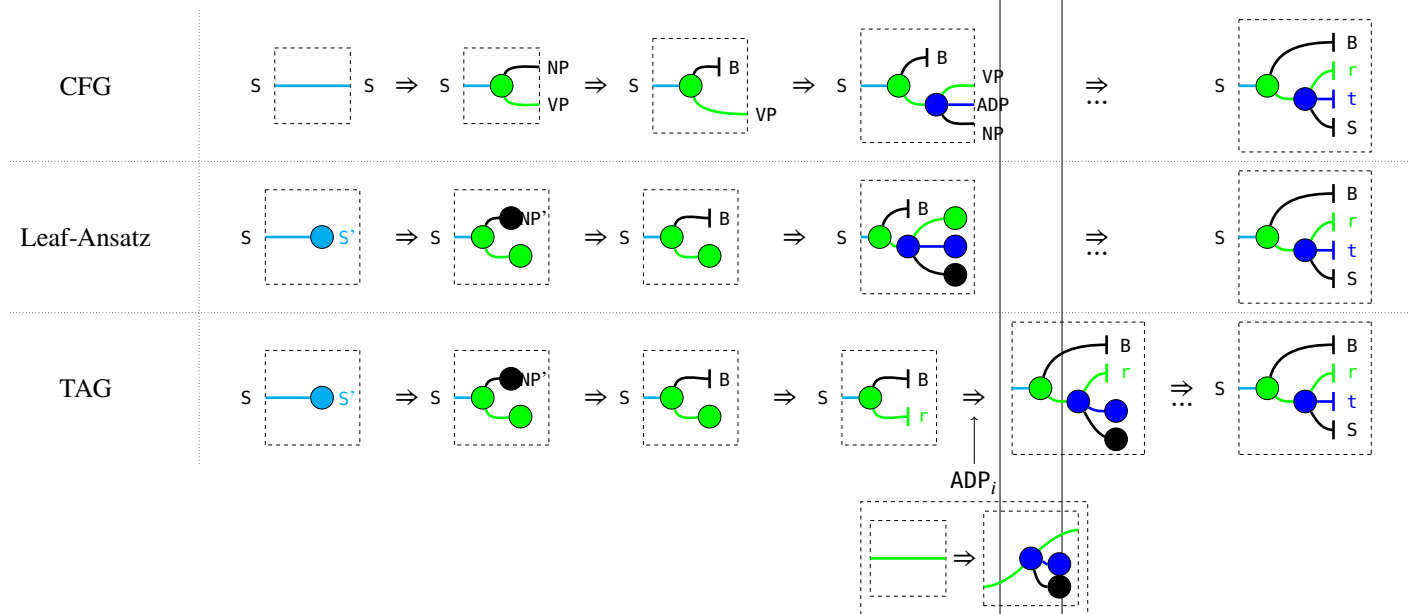 CFG S S ⇒ S NP VP ⇒ S B VP ⇒ S B VP ADP NP ⇒ ... S B r t S
Leaf-Ansatz S S' ⇒ S NP' ⇒ S B ⇒ S B ⇒ ... S B r t S
TAG S S' ⇒ S NP' ⇒ S B ⇒ S B r ⇒ B r ⇒ ... S B r t S
ADP_i
⇒